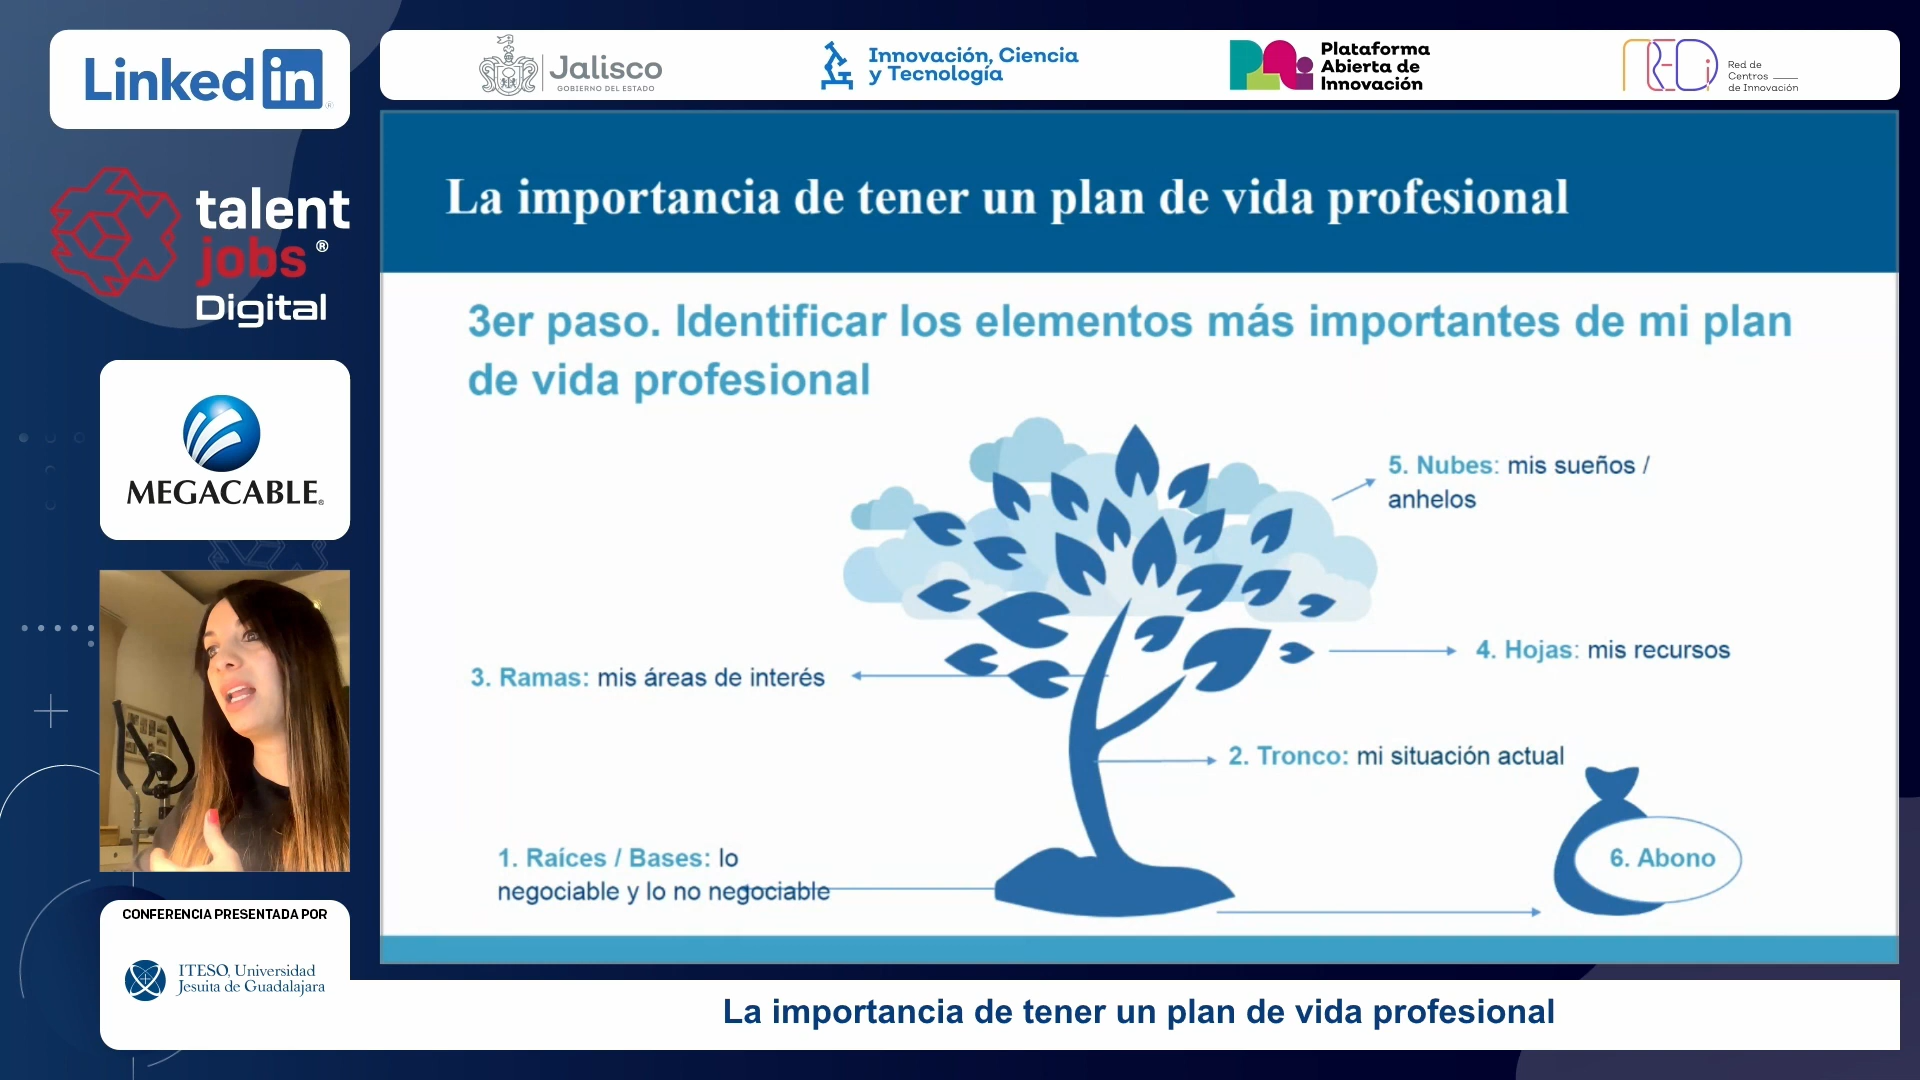 Linked in
Jalisco
GOBIERNO DEL ESTADO
Innovación, Ciencia
y Tecnología
Plataforma
Abierta de
Innovación
REDi
Red de
Centros
de Innovación
talent
jobs ®
Digital
MEGACABLE
CONFERENCIA PRESENTADA POR
ITESO, Universidad
Jesuita de Guadalajara
La importancia de tener un plan de vida profesional
3er paso. Identificar los elementos más importantes de mi plan
de vida profesional
5. Nubes: mis sueños /
anhelos
4. Hojas: mis recursos
3. Ramas: mis áreas de interés
2. Tronco: mi situación actual
1. Raíces / Bases: lo
negociable y lo no negociable
6. Abono
La importancia de tener un plan de vida profesional